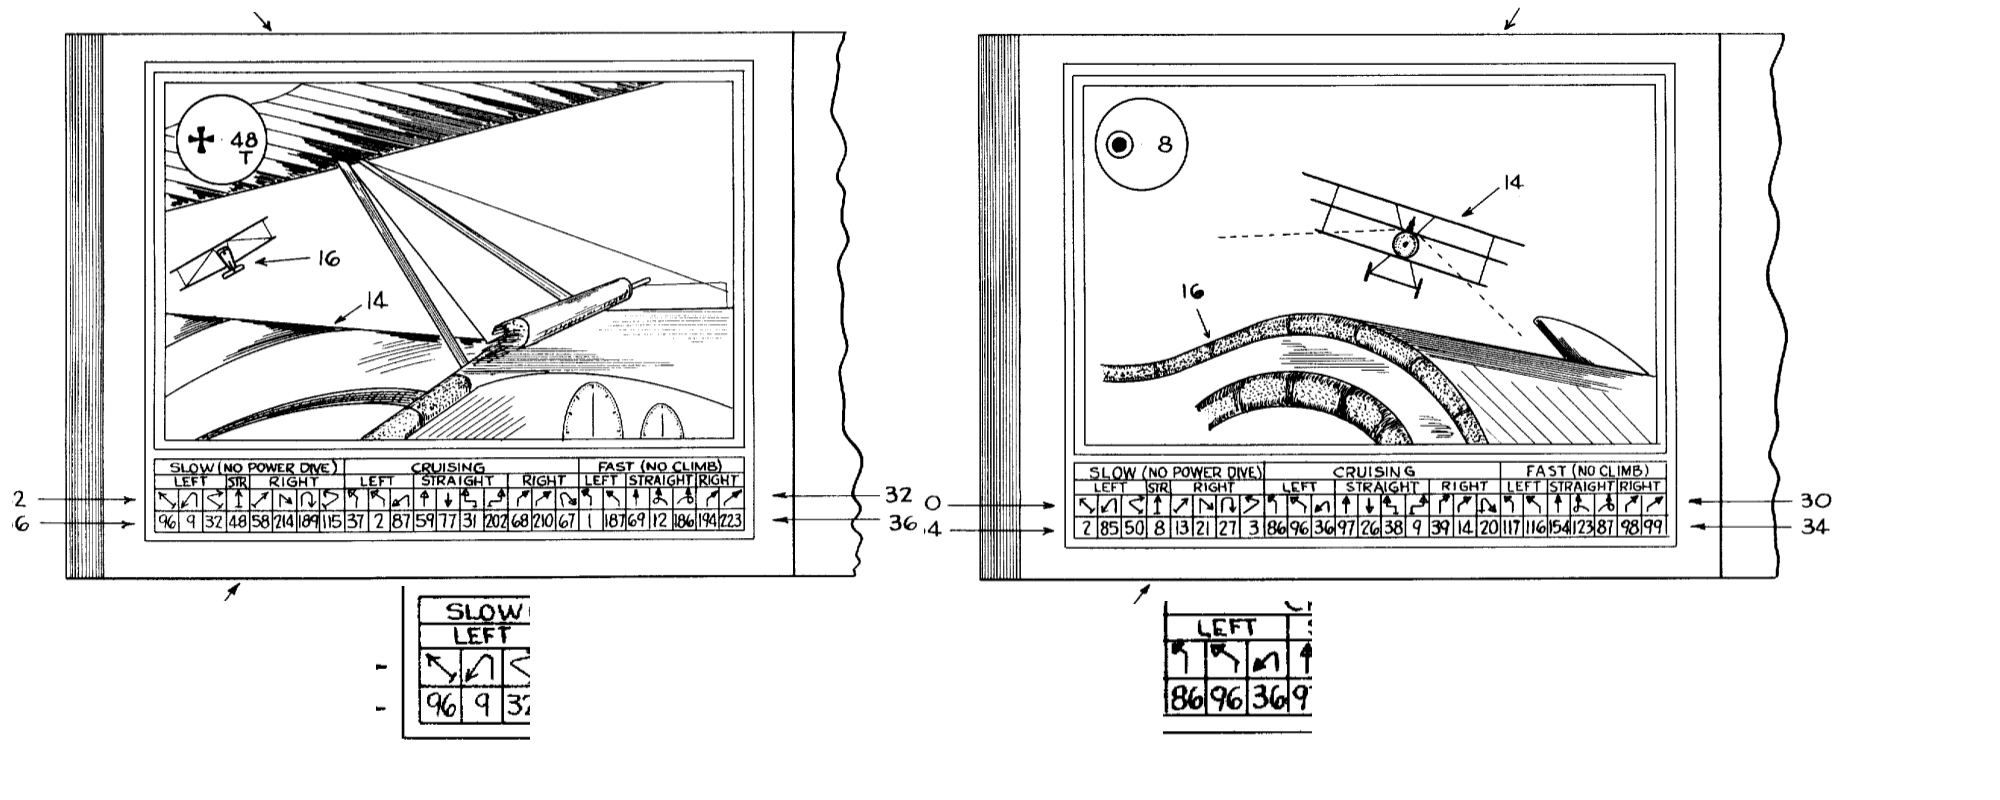 48
T
16
14
SLOW (NO POWER DIVE) CRUISING FAST (NO CLIMB)
LEFT STR RIGHT LEFT STRAIGHT RIGHT LEFT STRAIGHT RIGHT
2 32
96 9 32 48 58 214 189 115 37 2 87 59 77 31 202 68 210 67 1 187 69 12 186 194 223
6 36
8
14
16
SLOW (NO POWER DIVE) CRUISING FAST (NO CLIMB)
LEFT STR RIGHT LEFT STRAIGHT RIGHT LEFT STRAIGHT RIGHT
0 30
2 85 50 8 13 21 27 3 86 96 36 97 26 38 9 39 14 20 117 116 154 123 87 98 99
14 34
SLOW
LEFT
96 9 32
LEFT
86 96 36 9